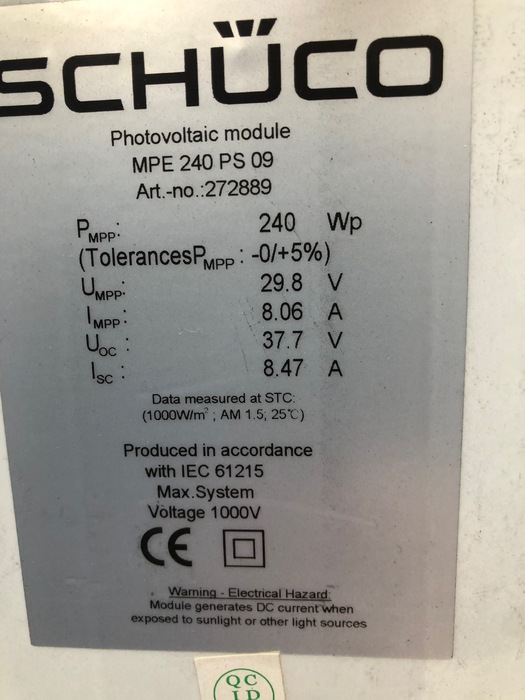 SCHÜCO
Photovoltaic module
MPE 240 PS 09
Art.-no.:272889
PMPP: 240 Wp
(TolerancesPMPP : -0/+5%)
UMPP: 29.8 V
IMPP: 8.06 A
UOC : 37.7 V
ISC : 8.47 A
Data measured at STC:
(1000W/m² ; AM 1.5; 25℃)
Produced in accordance
with IEC 61215
Max.System
Voltage 1000V
CE
Warning - Electrical Hazard:
Module generates DC current when
exposed to sunlight or other light sources
QC